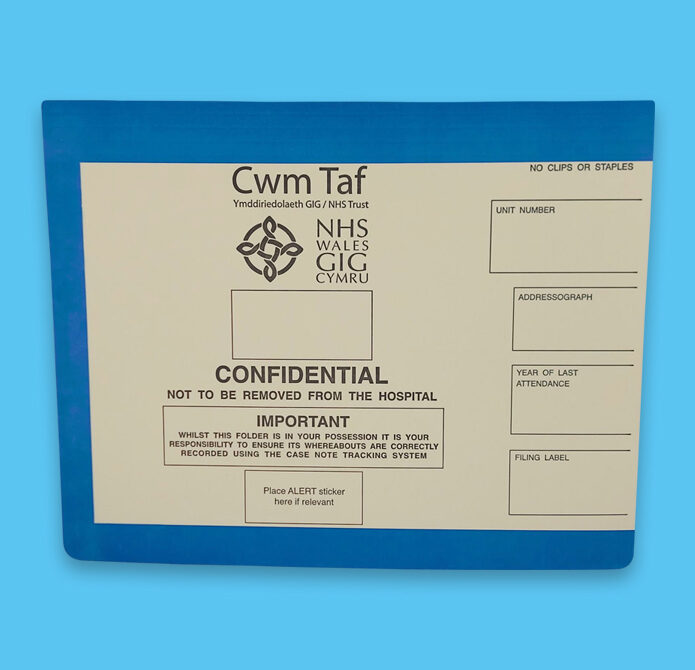 Cwm Taf
Ymddiriedolaeth GIG / NHS Trust
NHS
WALES
GIG
CYMRU
CONFIDENTIAL
NOT TO BE REMOVED FROM THE HOSPITAL
IMPORTANT
WHILST THIS FOLDER IS IN YOUR POSSESSION IT IS YOUR
RESPONSIBILITY TO ENSURE ITS WHEREABOUTS ARE CORRECTLY
RECORDED USING THE CASE NOTE TRACKING SYSTEM
Place ALERT sticker
here if relevant
NO CLIPS OR STAPLES
UNIT NUMBER
ADDRESSOGRAPH
YEAR OF LAST
ATTENDANCE
FILING LABEL